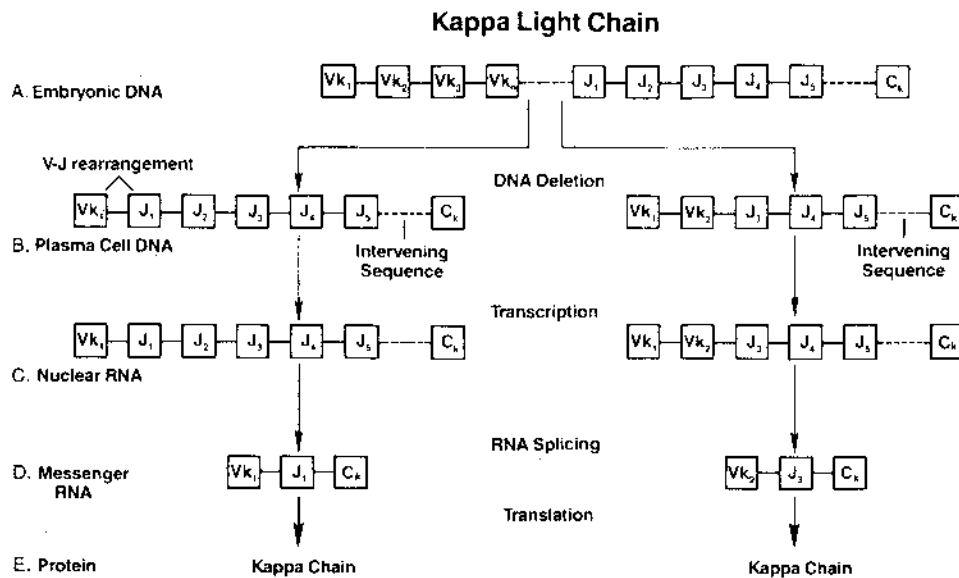 Kappa Light Chain
A. Embryonic DNA
Vk₁ Vk₂ Vk₃ Vkₙ J₁ J₂ J₃ J₄ J₅ Cₖ
V-J rearrangement
DNA Deletion
Vk₁ J₁ J₂ J₃ J₄ J₅ Cₖ
Vk₁ Vk₂ J₃ J₄ J₅ Cₖ
B. Plasma Cell DNA
Intervening
Sequence
Intervening
Sequence
Transcription
Vk₁ J₁ J₂ J₃ J₄ J₅ Cₖ
Vk₁ Vk₂ J₃ J₄ J₅ Cₖ
C. Nuclear RNA
RNA Splicing
D. Messenger
RNA
Vk₁ J₁ Cₖ
Vk₂ J₃ Cₖ
Translation
E. Protein
Kappa Chain
Kappa Chain